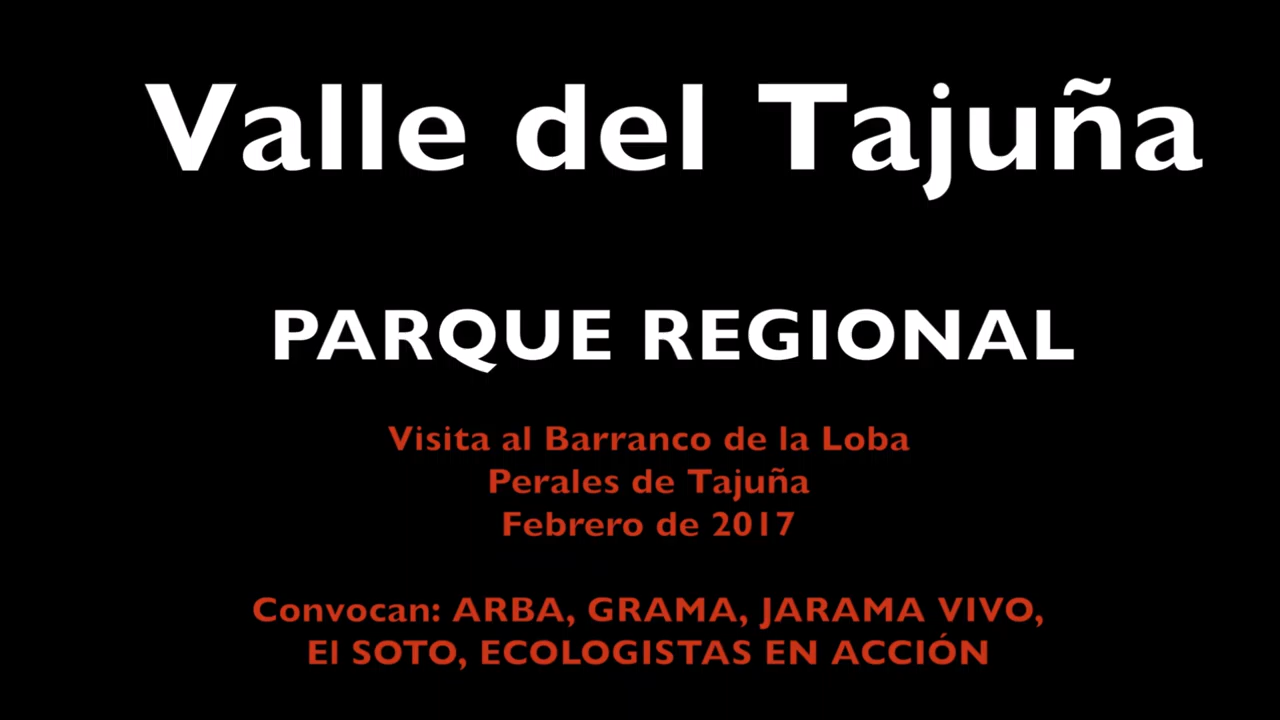 Valle del Tajuña
PARQUE REGIONAL
Visita al Barranco de la Loba
Perales de Tajuña
Febrero de 2017
Convocan: ARBA, GRAMA, JARAMA VIVO,
El SOTO, ECOLOGISTAS EN ACCIÓN